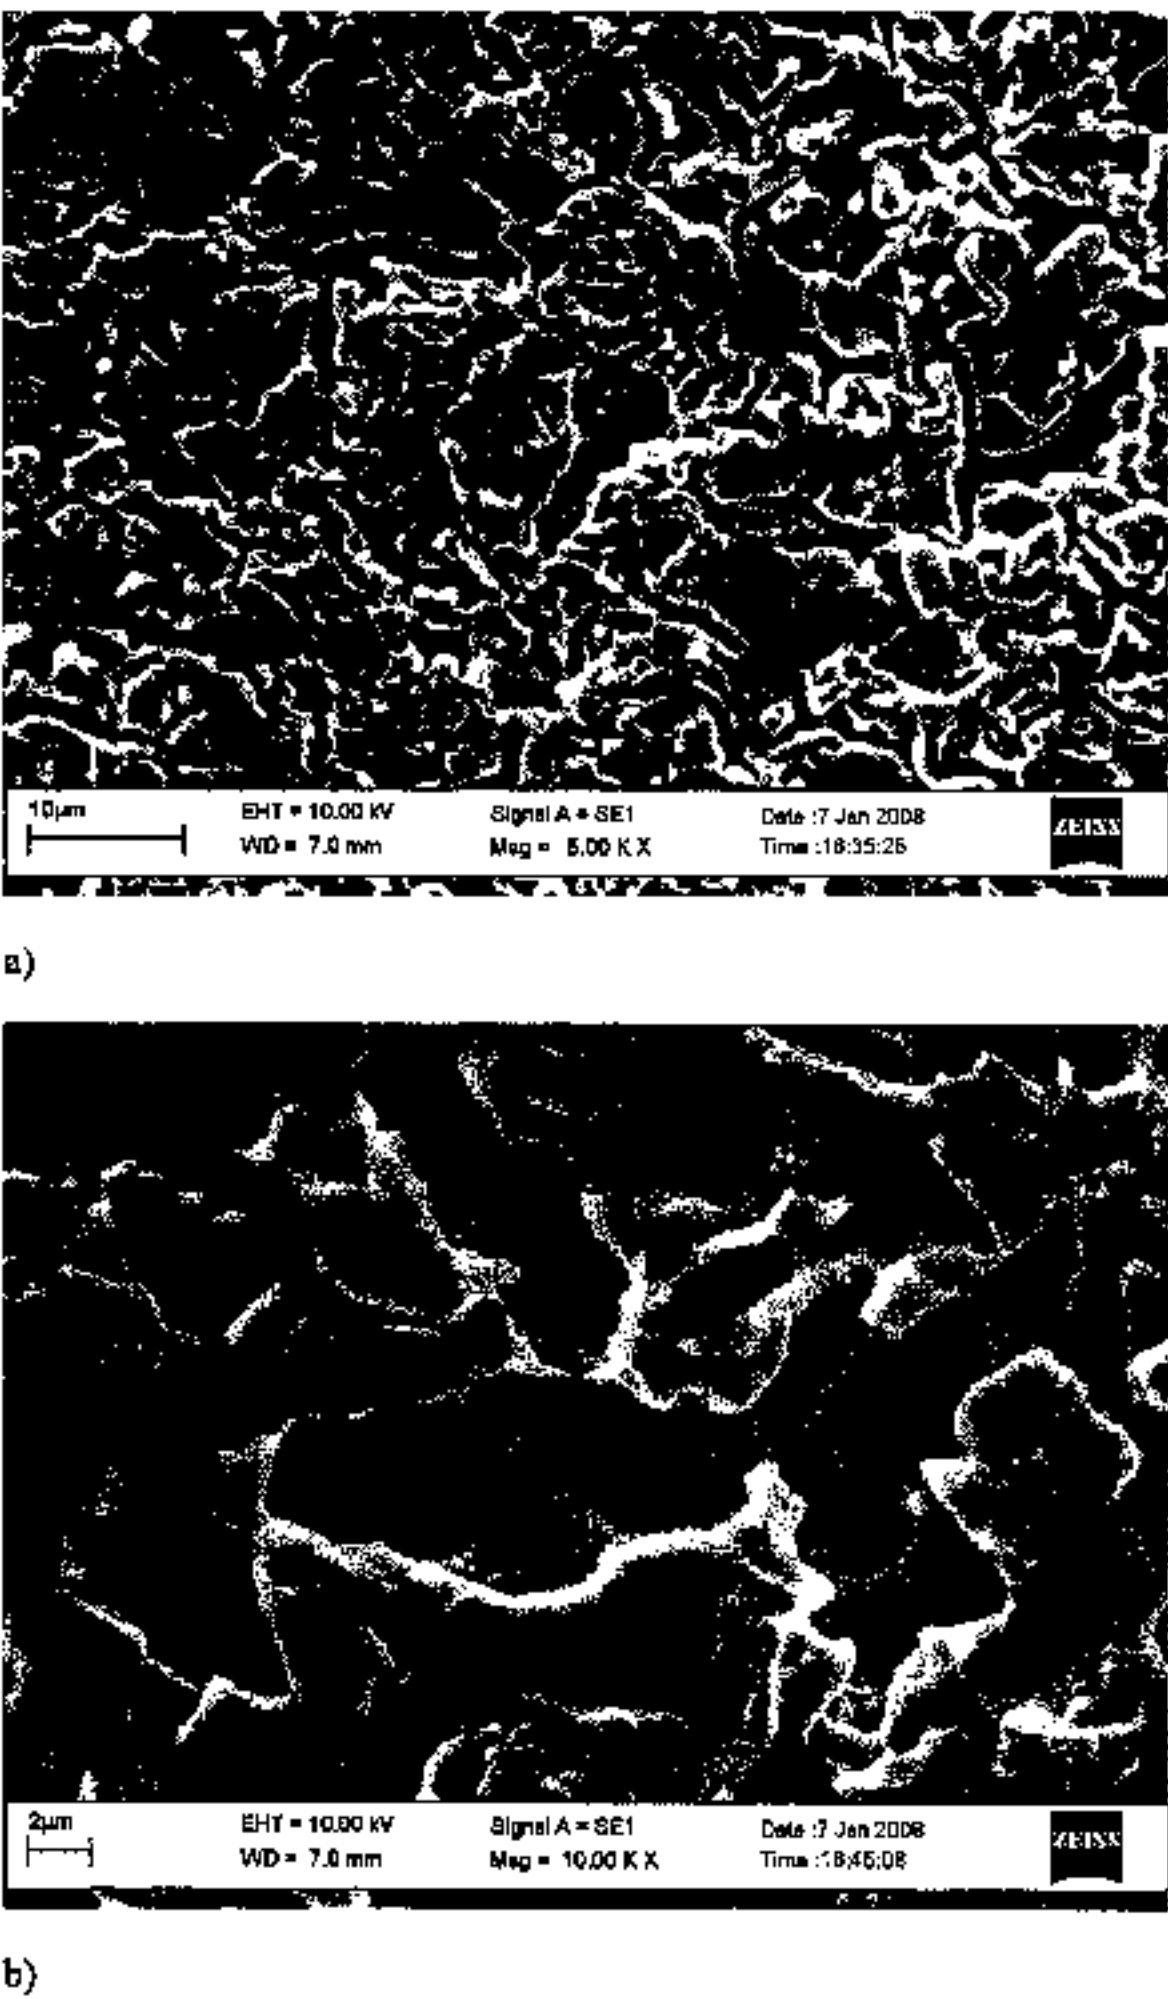 10µm
EHT = 10.00 kV
Signal A = SE1
Date :7 Jan 2008
ZEISS
WD = 7.0 mm
Mag = 5.00 K X
Time :16:35:26
a)
2µm
EHT = 10.00 kV
Signal A = SE1
Date :7 Jan 2008
ZEISS
WD = 7.0 mm
Mag = 10.00 K X
b)